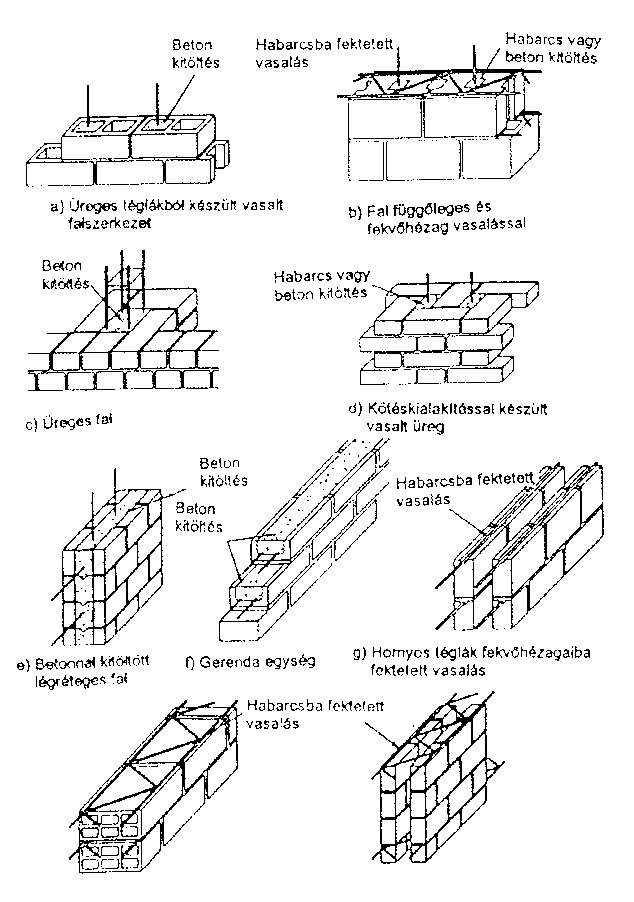 Beton
kitöltés
Habarcsba fektetett
vasalás
Habarcs vagy
beton kitöltés
a) Üreges téglákból készült vasalt
falszerkezet
b) Fal függőleges és
fekvőhézag vasalással
Beton
kitöltés
Habarcs vagy
beton kitöltés
c) Üreges fal
d) Kötéskialakítással készült
vasalt üreg
Beton
kitöltés
Beton
kitöltés
Habarcsba fektetett
vasalás
e) Betonnal kitöltött
légréteges fal
f) Gerenda egység
g) Hornyos téglák fekvőhézagaiba
fektetett vasalás
Habarcsba fektetett
vasalás